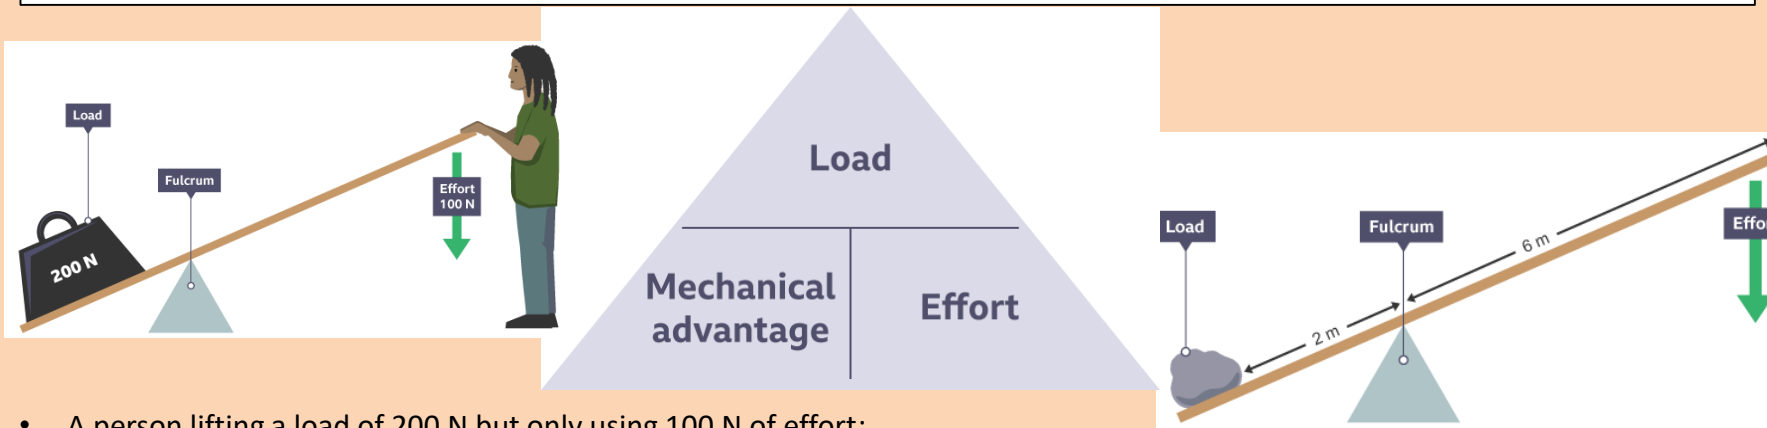 Load
Fulcrum
Effort
100 N
200 N
Load
Mechanical
advantage
Effort
Load
Fulcrum
6 m
2 m
• A person lifting a load of 200 N but only using 100 N of effort: